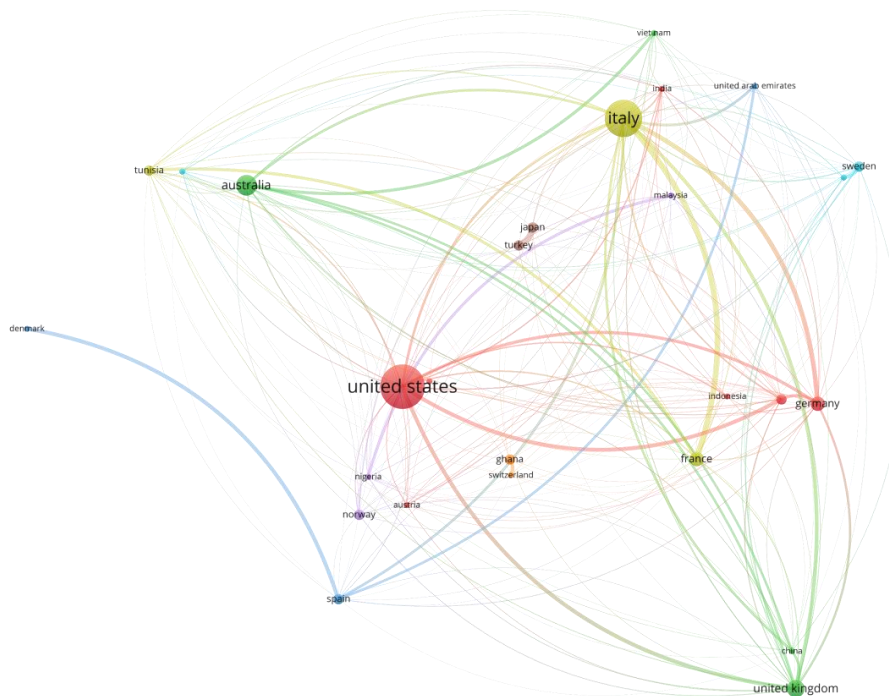 viet nam
india
united arab emirates
italy
tunisia
sweden
australia
malaysia
japan
turkey
denmark
united states
indonesia
germany
ghana
france
switzerland
nigeria
austria
norway
spain
china
united kingdom